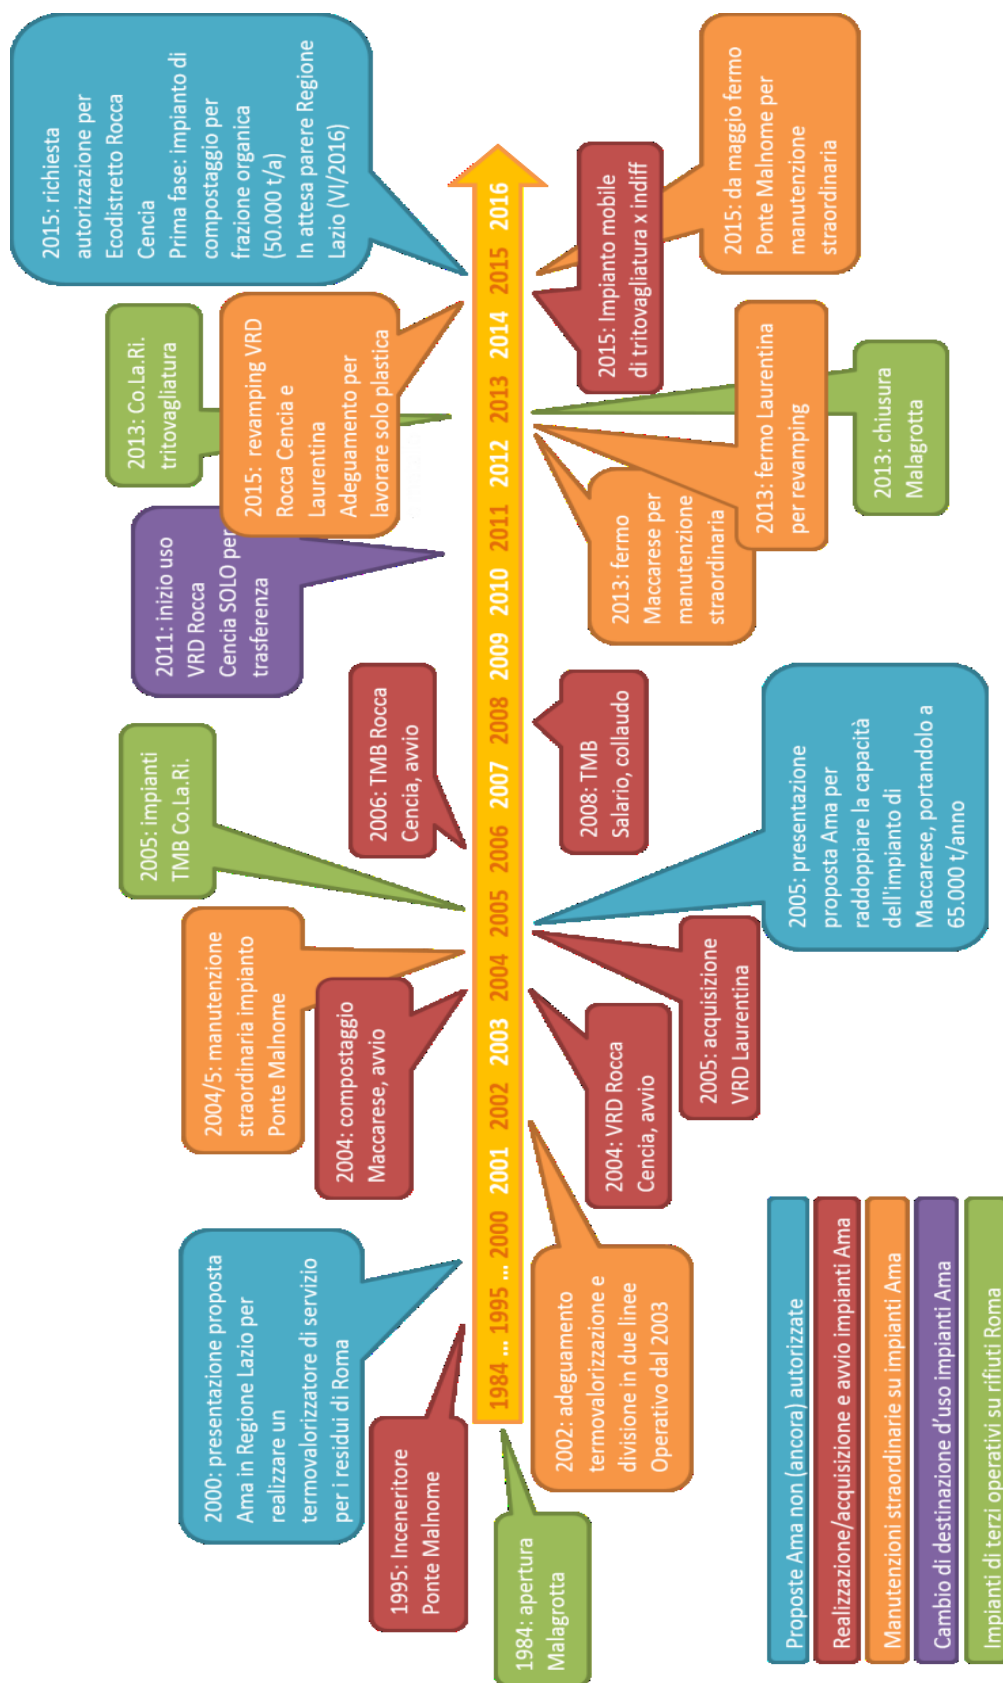 2000: presentazione proposta
Ama in Regione Lazio per
realizzare un
termovalorizzatore di servizio
per i residui di Roma
1995: Inceneritore
Ponte Malnome
2004/5: manutenzione
straordinaria impianto
Ponte Malnome
2004: compostaggio
Maccarese, avvio
2005: impianti
TMB Co.La.Ri.
2006: TMB Rocca
Cencia, avvio
2011: inizio uso
VRD Rocca
Cencia SOLO per
trasferenza
2013: Co.La.Ri.
tritovagliatura
2015: revamping VRD
Rocca Cencia e
Laurentina
Adeguamento per
lavorare solo plastica
2015: richiesta
autorizzazione per
Ecodistretto Rocca
Cencia
Prima fase: impianto di
compostaggio per
frazione organica
(50.000 t/a)
In attesa parere Regione
Lazio (VI/2016)
1984 ... 1995 ... 2000 2001 2002 2003 2004 2005 2006 2007 2008 2009 2010 2011 2012 2013 2014 2015 2016
1984: apertura
Malagrotta
2002: adeguamento
termovalorizzazione e
divisione in due linee
Operativo dal 2003
2004: VRD Rocca
Cencia, avvio
2005: acquisizione
VRD Laurentina
2005: presentazione
proposta Ama per
raddoppiare la capacità
dell'impianto di
Maccarese, portandolo a
65.000 t/anno
2008: TMB
Salario, collaudo
2013: fermo
Maccarese per
manutenzione
straordinaria
2013: fermo Laurentina
per revamping
2013: chiusura
Malagrotta
2015: Impianto mobile
di tritovagliatura x indiff
2015: da maggio fermo
Ponte Malnome per
manutenzione
straordinaria
Proposte Ama non (ancora) autorizzate
Realizzazione/acquisizione e avvio impianti Ama
Manutenzioni straordinarie su impianti Ama
Cambio di destinazione d'uso impianti Ama
Impianti di terzi operativi su rifiuti Roma